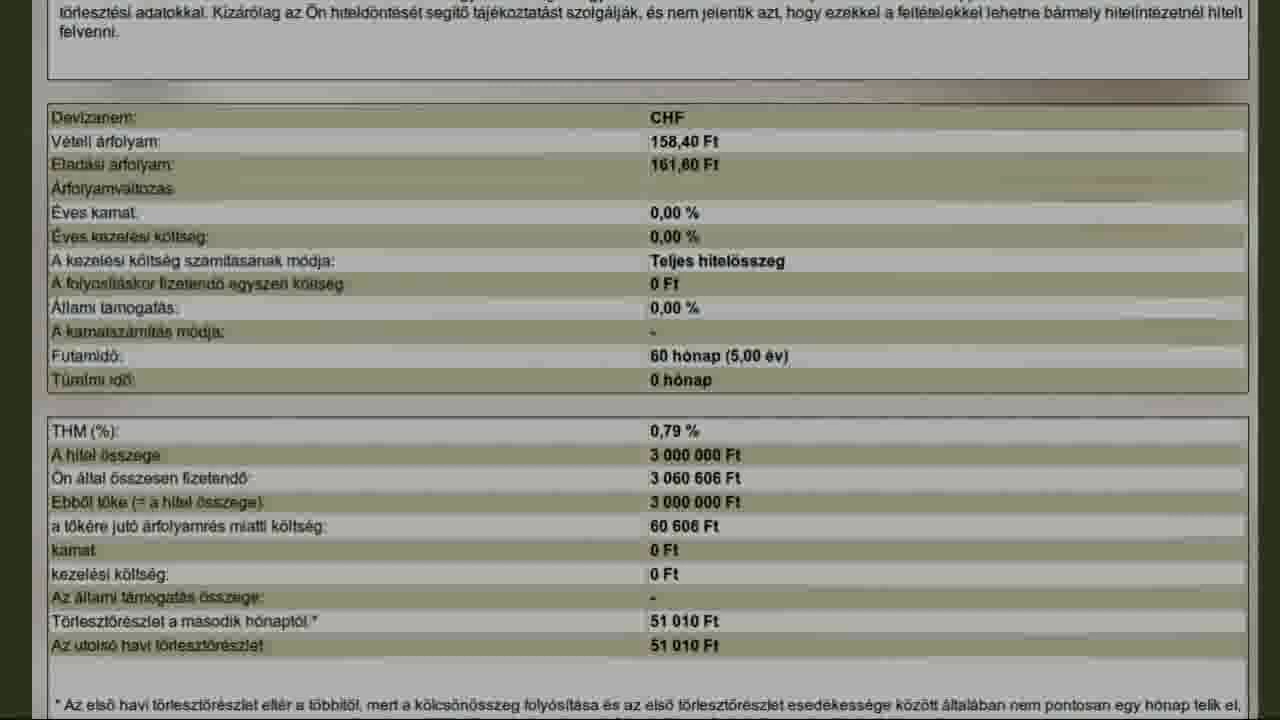 törlesztési adatokkal. Kizárólag az Ön hiteldöntését segítő tájékoztatást szolgálják, és nem jelentik azt, hogy ezekkel a feltételekkel lehetne bármely hitelintézetnél hitelt
felvenni.
Devizanem: CHF
Vételi árfolyam: 158,40 Ft
Eladási árfolyam: 161,60 Ft
Árfolyamváltozás
Éves kamat: 0,00 %
Éves kezelési költség: 0,00 %
A kezelési költség számításának módja: Teljes hitelösszeg
A folyósításkor fizetendő egyszeri költség 0 Ft
Állami támogatás: 0,00 %
A kamatszámítás módja: -
Futamidő: 60 hónap (5,00 év)
Türelmi idő: 0 hónap
THM (%): 0,79 %
A hitel összege 3 000 000 Ft
Ön által összesen fizetendő: 3 060 606 Ft
Ebből tőke (= a hitel összege) 3 000 000 Ft
a tőkére jutó árfolyamrés miatti költség: 60 606 Ft
kamat 0 Ft
kezelési költség: 0 Ft
Az állami támogatás összege: -
Törlesztőrészlet a második hónaptól:* 51 010 Ft
Az utolsó havi törlesztőrészlet 51 010 Ft
* Az első havi törlesztőrészlet eltér a többitől, mert a kölcsönösszeg folyósítása és az első törlesztőrészlet esedékessége között általában nem pontosan egy hónap telik el,